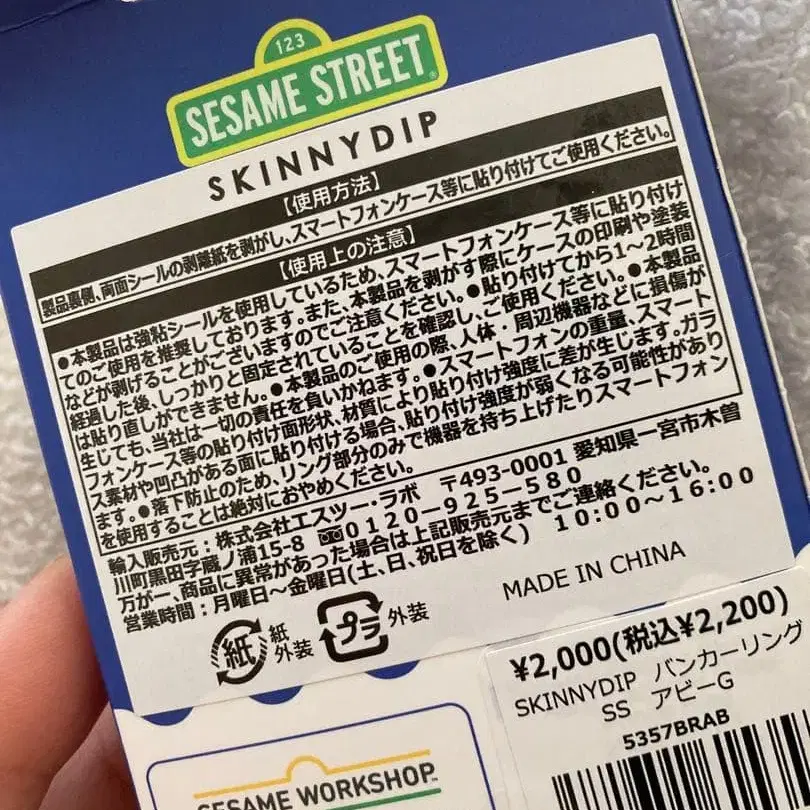 123
SESAME STREET®
SKINNYDIP
【使用方法】
製品裏側、両面シールの剥離紙を剥がし、スマートフォンケース等に貼り付けてご使用ください。
【使用上の注意】
●本製品は強粘シールを使用しているため、スマートフォンケース等に貼り付け
てのご使用を推奨しております。また、本製品を剥がす際にケースの印刷や塗装
などが剥げることがございますのでご注意ください。●貼り付けてから1～2時間
経過した後、しっかりと固定されていることを確認し、ご使用ください。●本製品
は貼り直しができません。●本製品のご使用の際、人体・周辺機器などに損傷が
生じても、当社は一切の責任を負いかねます。●スマートフォンの重量、スマート
フォンケース等の貼り付け面形状、材質により貼り付け強度に差が生じます。ガラ
ス素材や凹凸がある面に貼り付ける場合、貼り付け強度が弱くなる可能性があり
ます。●落下防止のため、リング部分のみで機器を持ち上げたりスマートフォン
を使用することは絶対におやめください。
輸入販売元：株式会社エスツー・ラボ 〒493-0001 愛知県一宮市木曽
川町黒田字蔵ノ浦15-8 0120-925-580
万が一、商品に異常があった場合は上記販売元までご連絡ください。
営業時間：月曜日～金曜日(土、日、祝日を除く) 10:00～16:00
MADE IN CHINA
紙 紙 外装
プラ 外装
¥2,000(税込¥2,200)
SKINNYDIP バンカーリング
SS アビーG
5357BRAB
SESAME WORKSHOP